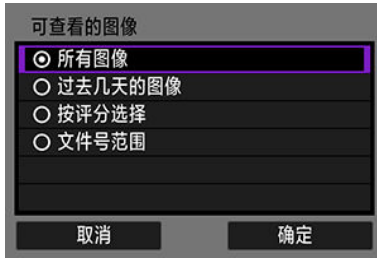 可查看的图像
所有图像
过去几天的图像
按评分选择
文件号范围
取消
确定